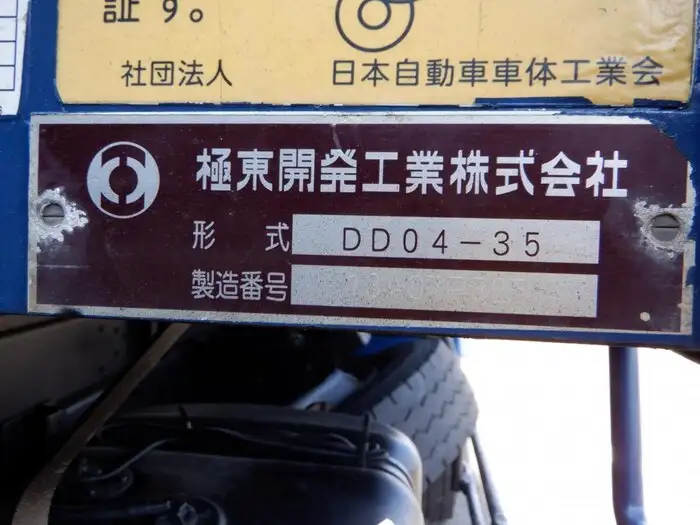 証す。
社団法人 日本自動車車体工業会
極東開発工業株式会社
形 式 DD04-35
製造番号